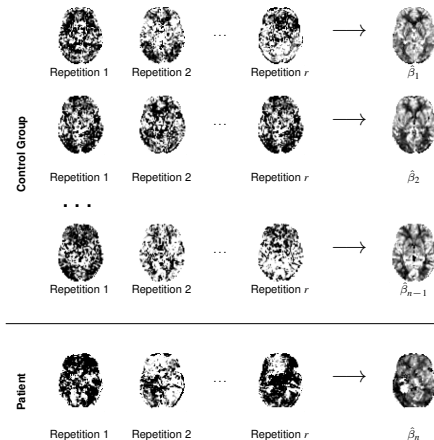 Control Group
...
Repetition 1 Repetition 2 Repetition r β̂₁
...
Repetition 1 Repetition 2 Repetition r β̂₂
...
...
Repetition 1 Repetition 2 Repetition r β̂ₙ₋₁
Patient
...
Repetition 1 Repetition 2 Repetition r β̂ₙ